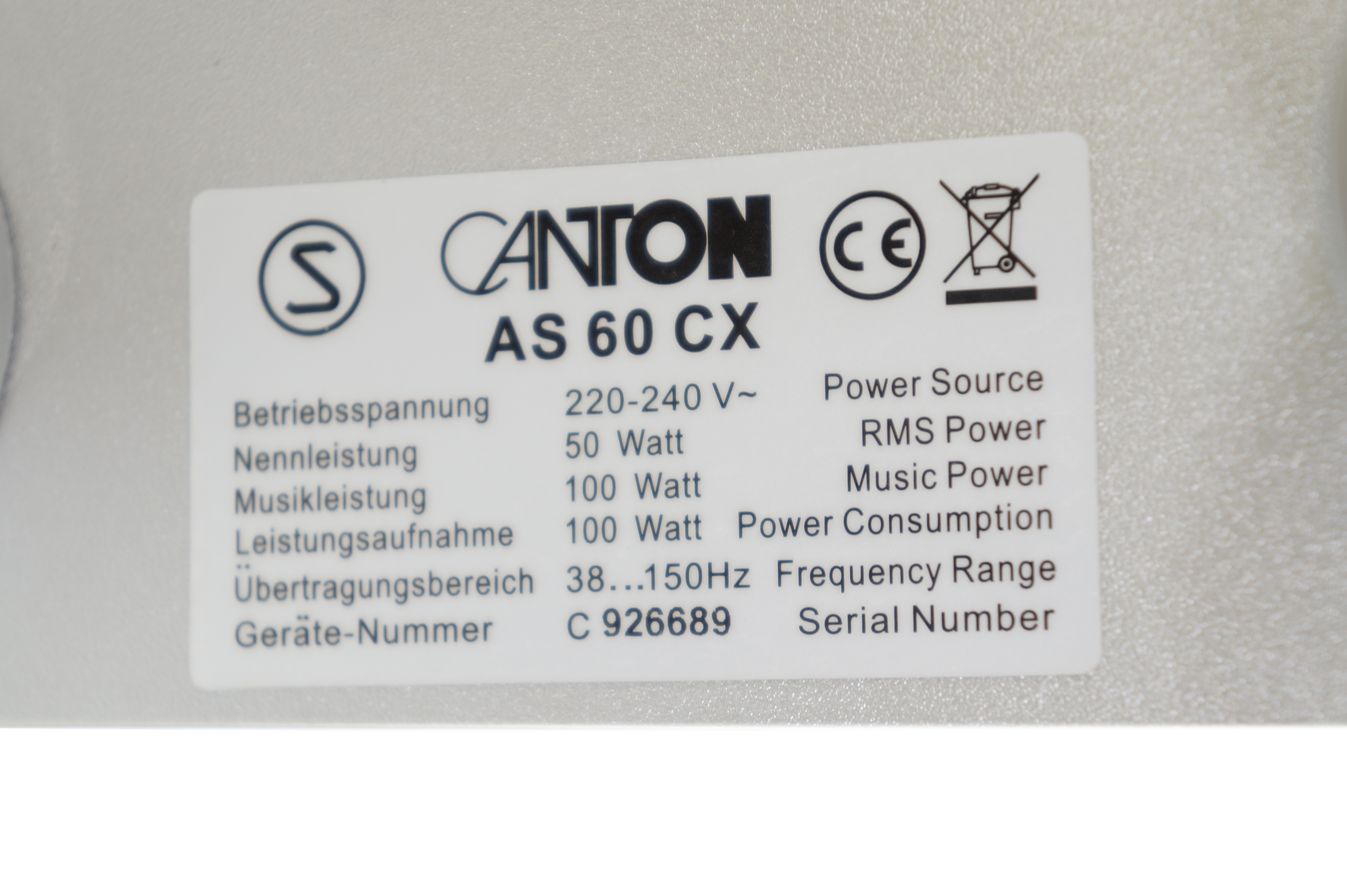 S CANTON CE
AS 60 CX
Betriebsspannung 220-240 V~ Power Source
Nennleistung 50 Watt RMS Power
Musikleistung 100 Watt Music Power
Leistungsaufnahme 100 Watt Power Consumption
Übertragungsbereich 38...150Hz Frequency Range
Geräte-Nummer C 926689 Serial Number